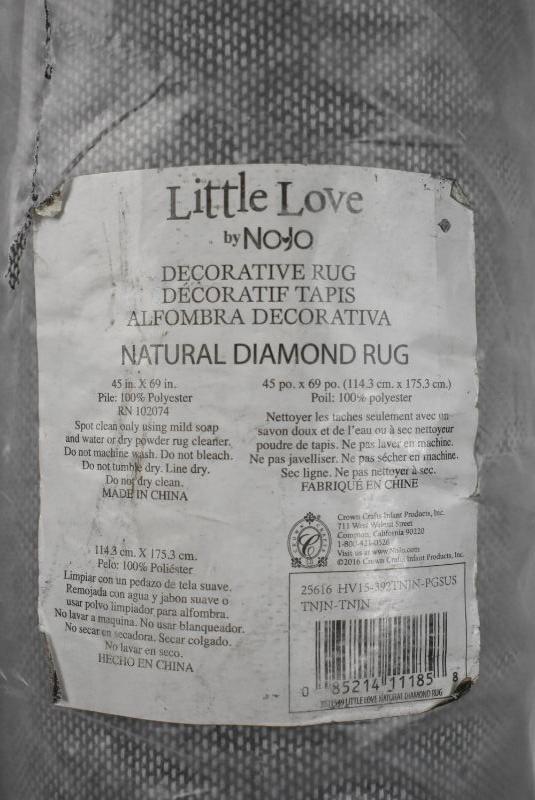 Little Love
by NoJo
DECORATIVE RUG
DÉCORATIF TAPIS
ALFOMBRA DECORATIVA
NATURAL DIAMOND RUG
45 in. X 69 in.
Pile: 100% Polyester
RN 102074
Spot clean only using mild soap
and water or dry powder rug cleaner.
Do not machine wash. Do not bleach.
Do not tumble dry. Line dry.
Do not dry clean.
MADE IN CHINA
45 po. x 69 po. (114.3 cm. x 175.3 cm.)
Poil: 100% polyester
Nettoyer les taches seulement avec un
savon doux et de l'eau ou à sec nettoyeur
poudre de tapis. Ne pas laver en machine.
Ne pas javelliser. Ne pas sécher en machine.
Sec ligne. Ne pas nettoyer à sec.
FABRIQUÉ EN CHINE
114.3 cm. X 175.3 cm.
Pelo: 100% Poliéster
Limpiar con un pedazo de tela suave.
Remojada con agua y jabon suave o
usar polvo limpiador para alfombra.
No lavar a maquina. No usar blanqueador.
No secar en secadora. Secar colgado.
No lavar en seco.
HECHO EN CHINA
CROWN CRAFTS
C
Crown Crafts Infant Products, Inc.
711 West Walnut Street
Compton, California 90220
1-800-421-0526
Visit us at www.NoJo.com
©2016 Crown Crafts Infant Products, Inc.
25616 HV15-392TNJN-PGSUS
TNJN-TNJN
0 85214 11185 8
LITTLE LOVE NATURAL DIAMOND RUG